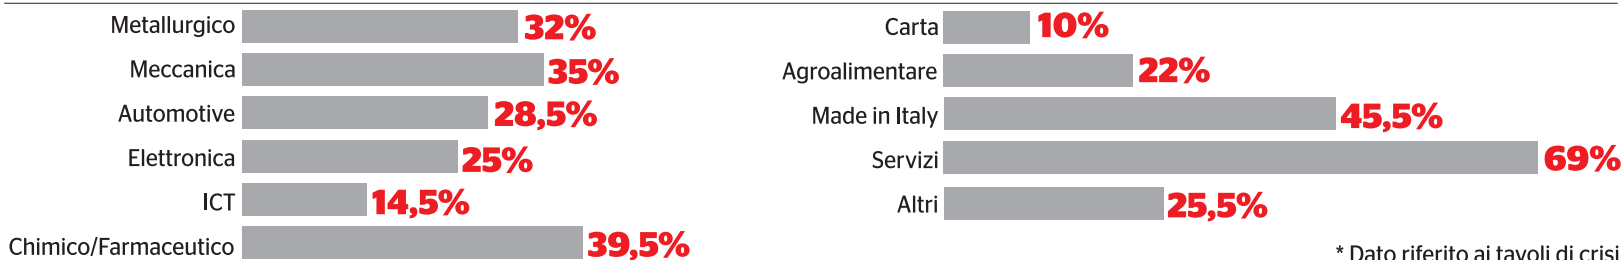 Metallurgico 32%
Meccanica 35%
Automotive 28,5%
Elettronica 25%
ICT 14,5%
Chimico/Farmaceutico 39,5%
Carta 10%
Agroalimentare 22%
Made in Italy 45,5%
Servizi 69%
Altri 25,5%
* Dato riferito ai tavoli di crisi